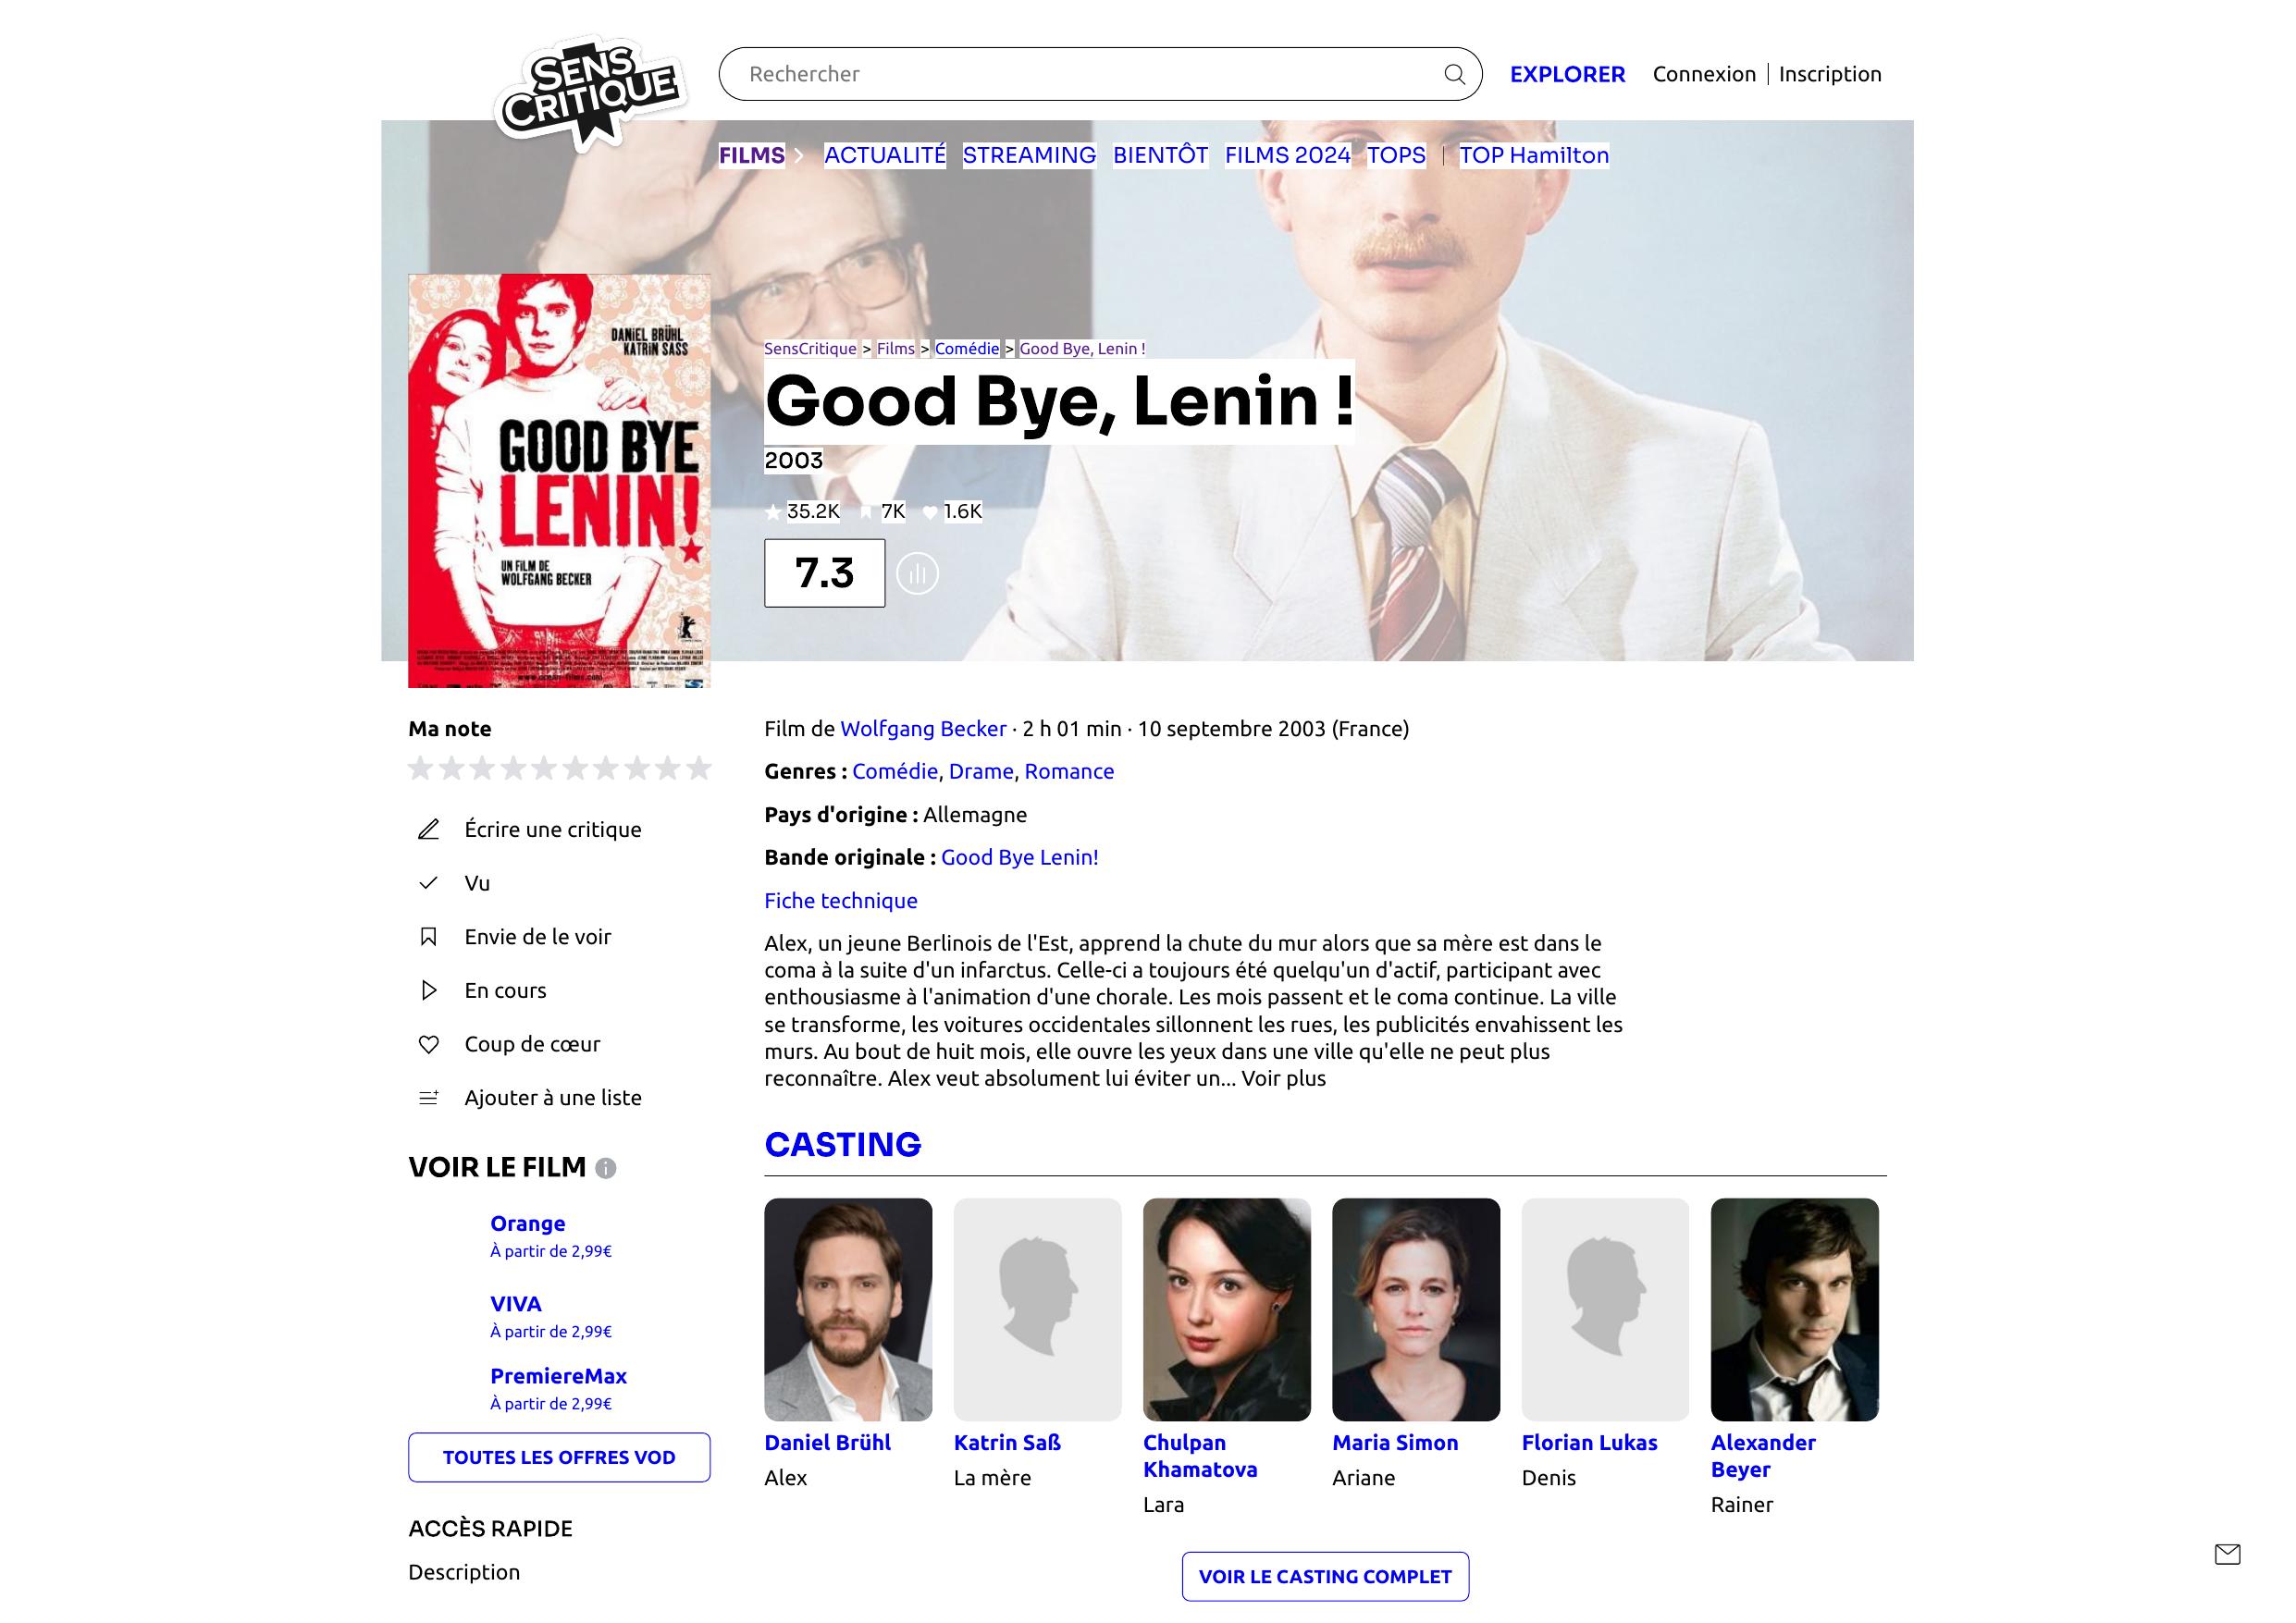 SENS CRITIQUE
Rechercher
EXPLORER
Connexion | Inscription
FILMS
ACTUALITÉ
STREAMING
BIENTÔT
FILMS 2024
TOPS
| TOP Hamilton
DANIEL BRÜHL
KATRIN SASS
GOOD BYE
LENIN!
UN FILM DE
WOLFGANG BECKER
SensCritique > Films > Comédie > Good Bye, Lenin !
Good Bye, Lenin !
2003
35.2K 7K 1.6K
7.3
Ma note
Écrire une critique
Vu
Envie de le voir
En cours
Coup de cœur
Ajouter à une liste
VOIR LE FILM
Orange
À partir de 2,99€
VIVA
À partir de 2,99€
PremiereMax
À partir de 2,99€
TOUTES LES OFFRES VOD
ACCÈS RAPIDE
Description
Film de Wolfgang Becker · 2 h 01 min · 10 septembre 2003 (France)
Genres : Comédie, Drame, Romance
Pays d'origine : Allemagne
Bande originale : Good Bye Lenin!
Fiche technique
Alex, un jeune Berlinois de l'Est, apprend la chute du mur alors que sa mère est dans le
coma à la suite d'un infarctus. Celle-ci a toujours été quelqu'un d'actif, participant avec
enthousiasme à l'animation d'une chorale. Les mois passent et le coma continue. La ville
se transforme, les voitures occidentales sillonnent les rues, les publicités envahissent les
murs. Au bout de huit mois, elle ouvre les yeux dans une ville qu'elle ne peut plus
reconnaître. Alex veut absolument lui éviter un... Voir plus
CASTING
Daniel Brühl
Alex
Katrin Saß
La mère
Chulpan
Khamatova
Lara
Maria Simon
Ariane
Florian Lukas
Denis
Alexander
Beyer
Rainer
VOIR LE CASTING COMPLET